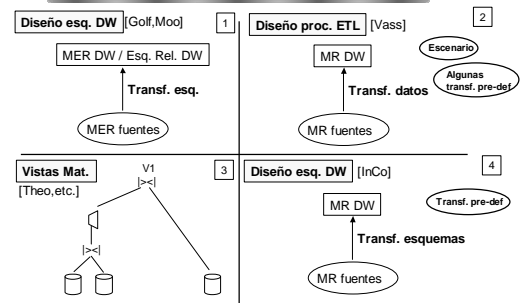 Diseño esq. DW [Golf,Moo]
1
MER DW / Esq. Rel. DW
Transf. esq.
MER fuentes
Diseño proc. ETL [Vass]
2
Escenario
MR DW
Algunas
transf. pre-def
Transf. datos
MR fuentes
Vistas Mat.
[Theo,etc.]
V1
3
|><|
|><|
Diseño esq. DW [InCo]
4
MR DW
Transf. pre-def
Transf. esquemas
MR fuentes